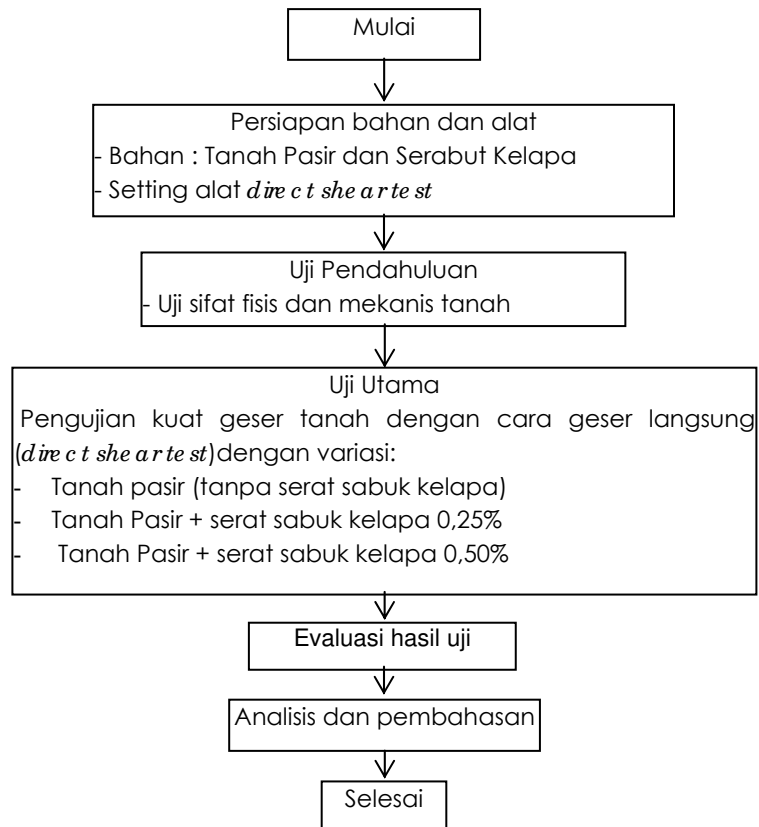 Mulai
Persiapan bahan dan alat
- Bahan : Tanah Pasir dan Serabut Kelapa
- Setting alat direct shear test
Uji Pendahuluan
- Uji sifat fisis dan mekanis tanah
Uji Utama
Pengujian kuat geser tanah dengan cara geser langsung
(direct shear test)dengan variasi:
- Tanah pasir (tanpa serat sabuk kelapa)
- Tanah Pasir + serat sabuk kelapa 0,25%
- Tanah Pasir + serat sabuk kelapa 0,50%
Evaluasi hasil uji
Analisis dan pembahasan
Selesai